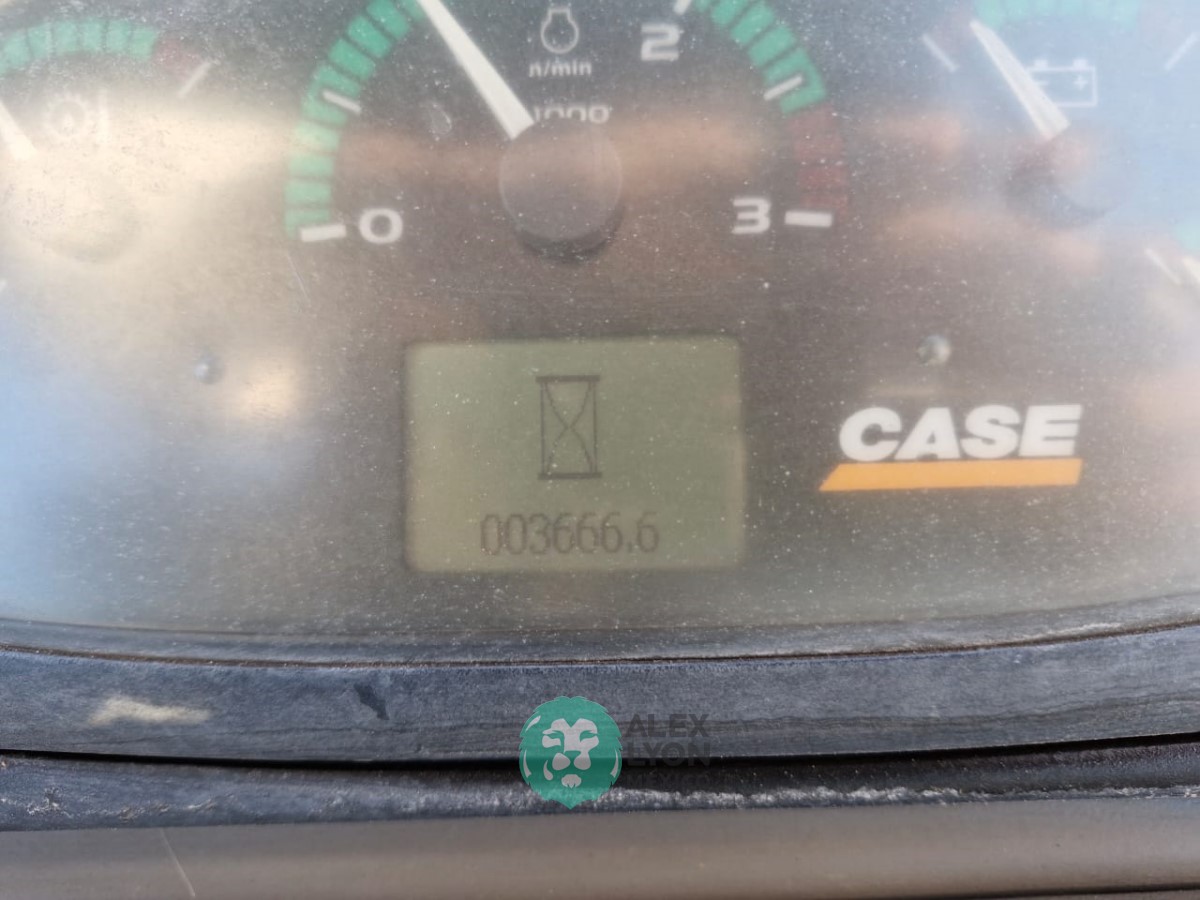 n/min
2
1000
0
3
CASE
003666.6
ALEX
LYON